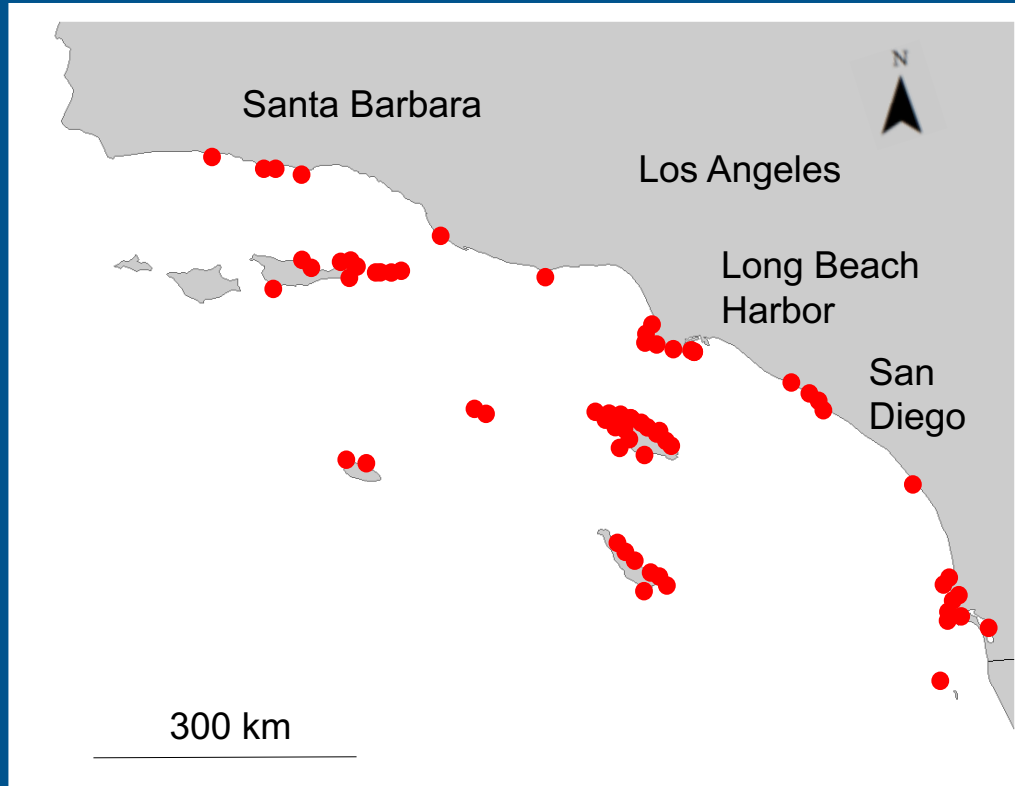 N
Santa Barbara
Los Angeles
Long Beach
Harbor
San
Diego
300 km